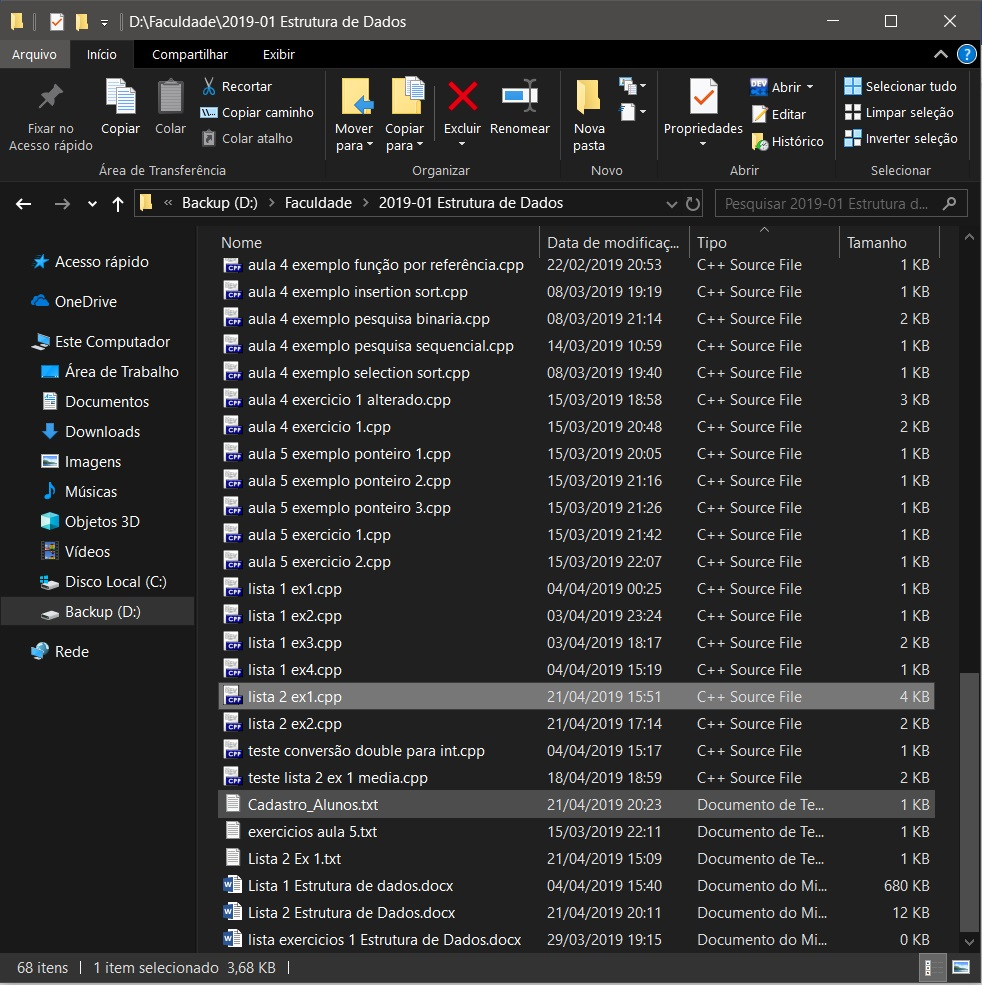 D:\Faculdade\2019-01 Estrutura de Dados
Arquivo Início Compartilhar Exibir
Fixar no Acesso rápido
Copiar
Colar
Recortar
Copiar caminho
Colar atalho
Área de Transferência
Mover para
Copiar para
Excluir
Renomear
Organizar
Nova pasta
Novo
Propriedades
Abrir
Editar
Histórico
Abrir
Selecionar tudo
Limpar seleção
Inverter seleção
Selecionar
« Backup (D:) > Faculdade > 2019-01 Estrutura de Dados
Pesquisar 2019-01 Estrutura d...
Acesso rápido
OneDrive
Este Computador
Área de Trabalho
Documentos
Downloads
Imagens
Músicas
Objetos 3D
Vídeos
Disco Local (C:)
Backup (D:)
Rede
Nome Data de modificaç... Tipo Tamanho
aula 4 exemplo função por referência.cpp 22/02/2019 20:53 C++ Source File 1 KB
aula 4 exemplo insertion sort.cpp 08/03/2019 19:19 C++ Source File 1 KB
aula 4 exemplo pesquisa binaria.cpp 08/03/2019 21:14 C++ Source File 2 KB
aula 4 exemplo pesquisa sequencial.cpp 14/03/2019 10:59 C++ Source File 1 KB
aula 4 exemplo selection sort.cpp 08/03/2019 19:40 C++ Source File 1 KB
aula 4 exercicio 1 alterado.cpp 15/03/2019 18:58 C++ Source File 3 KB
aula 4 exercicio 1.cpp 15/03/2019 20:48 C++ Source File 2 KB
aula 5 exemplo ponteiro 1.cpp 15/03/2019 20:05 C++ Source File 1 KB
aula 5 exemplo ponteiro 2.cpp 15/03/2019 21:16 C++ Source File 1 KB
aula 5 exemplo ponteiro 3.cpp 15/03/2019 21:26 C++ Source File 1 KB
aula 5 exercicio 1.cpp 15/03/2019 21:42 C++ Source File 1 KB
aula 5 exercicio 2.cpp 15/03/2019 22:07 C++ Source File 1 KB
lista 1 ex1.cpp 04/04/2019 00:25 C++ Source File 1 KB
lista 1 ex2.cpp 03/04/2019 23:24 C++ Source File 1 KB
lista 1 ex3.cpp 03/04/2019 18:17 C++ Source File 2 KB
lista 1 ex4.cpp 04/04/2019 15:19 C++ Source File 1 KB
lista 2 ex1.cpp 21/04/2019 15:51 C++ Source File 4 KB
lista 2 ex2.cpp 21/04/2019 17:14 C++ Source File 2 KB
teste conversão double para int.cpp 04/04/2019 15:17 C++ Source File 1 KB
teste lista 2 ex 1 media.cpp 18/04/2019 18:59 C++ Source File 2 KB
Cadastro_Alunos.txt 21/04/2019 20:23 Documento de Te... 1 KB
exercicios aula 5.txt 15/03/2019 22:11 Documento de Te... 1 KB
Lista 2 Ex 1.txt 21/04/2019 15:09 Documento de Te... 1 KB
Lista 1 Estrutura de dados.docx 04/04/2019 15:40 Documento do Mi... 680 KB
Lista 2 Estrutura de Dados.docx 21/04/2019 20:11 Documento do Mi... 12 KB
lista exercicios 1 Estrutura de Dados.docx 29/03/2019 19:15 Documento do Mi... 0 KB
68 itens 1 item selecionado 3,68 KB